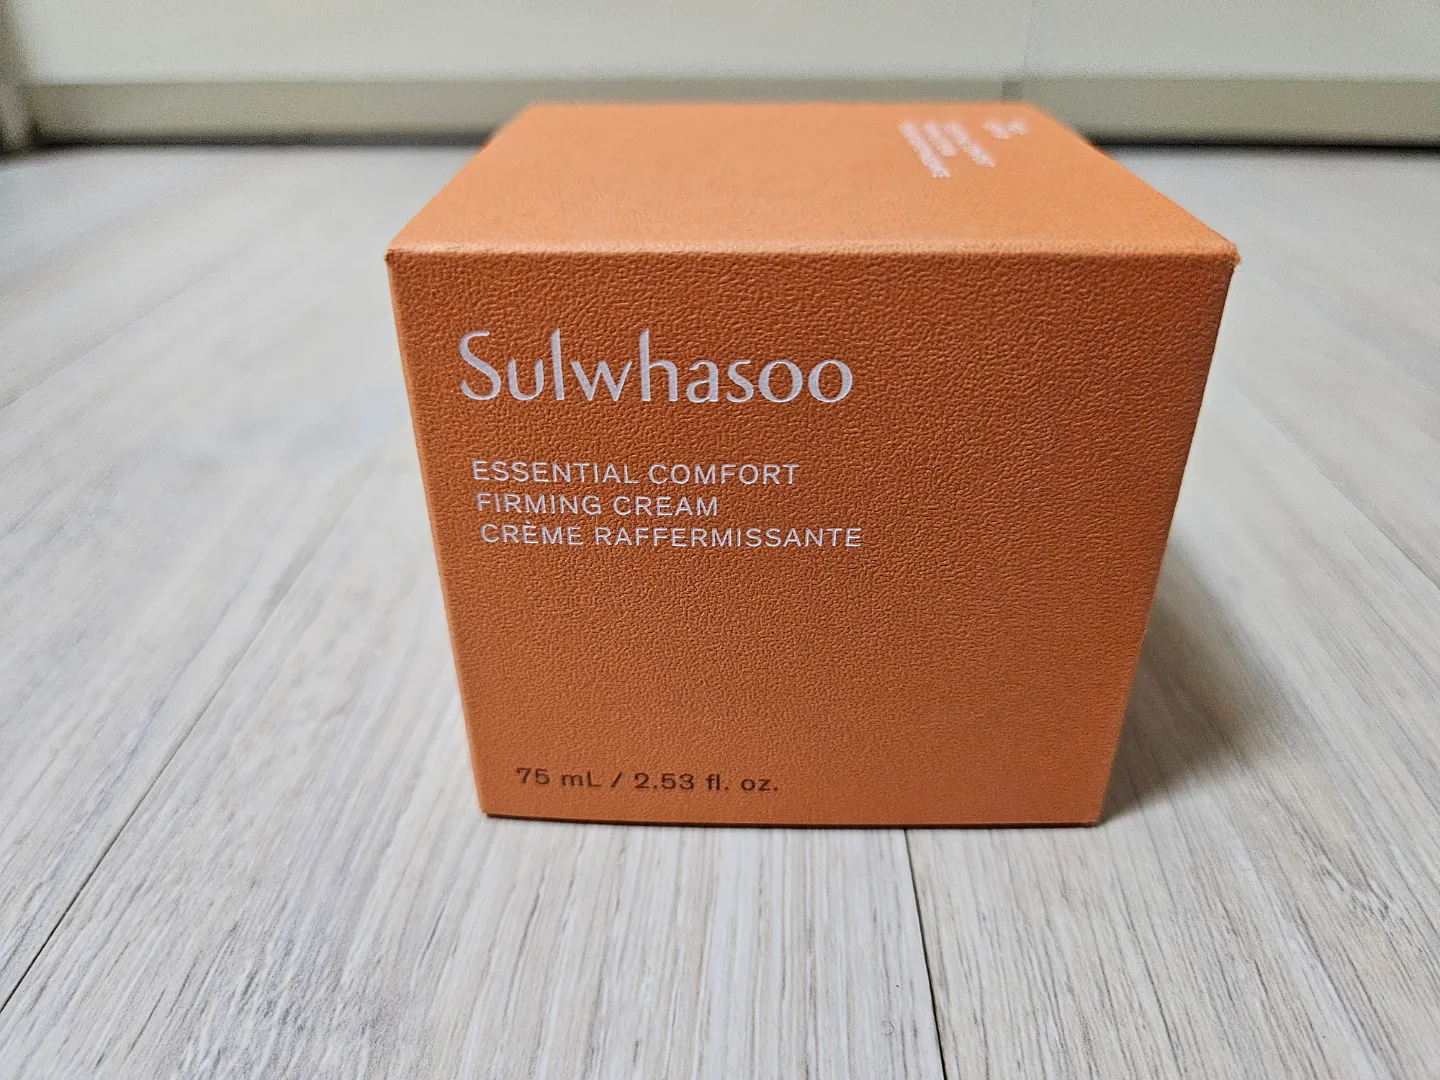 Sulwhasoo
ESSENTIAL COMFORT
FIRMING CREAM
CRÈME RAFFERMISSANTE
75 mL / 2.53 fl. oz.